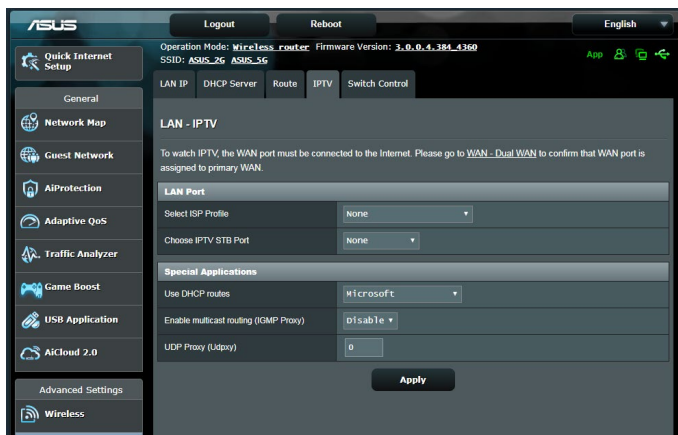 ASUS
Logout
Reboot
English
Quick Internet
Setup
General
Network Map
Guest Network
AiProtection
Adaptive QoS
Traffic Analyzer
Game Boost
USB Application
AiCloud 2.0
Advanced Settings
Wireless
Operation Mode: Wireless router Firmware Version: 3.0.0.4.384_4360
SSID: ASUS_2G ASUS_5G
App
LAN IP DHCP Server Route IPTV Switch Control
LAN - IPTV
To watch IPTV, the WAN port must be connected to the Internet. Please go to WAN - Dual WAN to confirm that WAN port is
assigned to primary WAN.
LAN Port
Select ISP Profile None
Choose IPTV STB Port None
Special Applications
Use DHCP routes Microsoft
Enable multicast routing (IGMP Proxy) Disable
UDP Proxy (Udpxy) 0
Apply